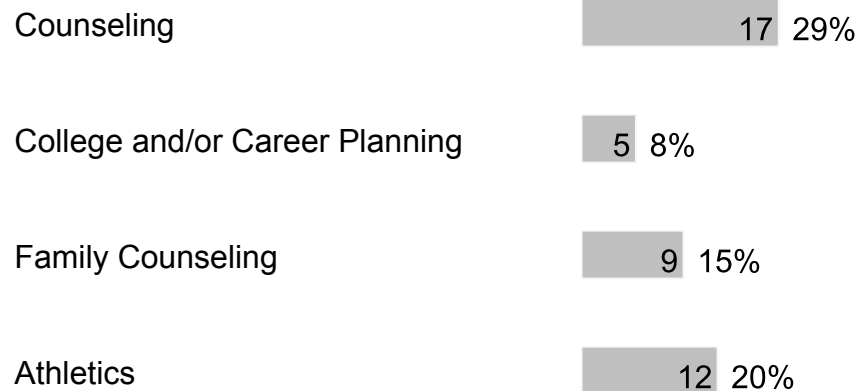 Counseling 17 29%
College and/or Career Planning 5 8%
Family Counseling 9 15%
Athletics 12 20%